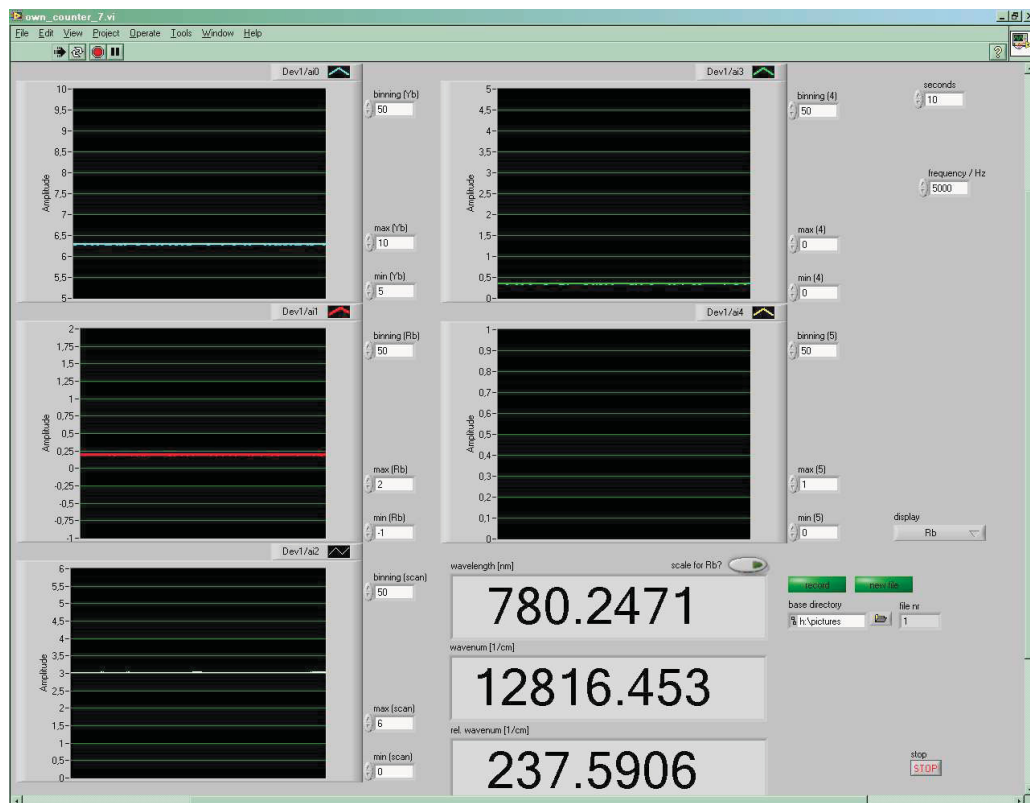 own_counter_7.vi
File Edit View Project Operate Tools Window Help
Dev1/ai0
Amplitude
10-
9,5-
9-
8,5-
8-
7,5-
7-
6,5-
6-
5,5-
5-
binning (Yb)
50
max (Yb)
10
min (Yb)
5
Dev1/ai3
Amplitude
5-
4,5-
4-
3,5-
3-
2,5-
2-
1,5-
1-
0,5-
0-
binning (4)
50
max (4)
0
min (4)
0
seconds
10
frequency / Hz
5000
Dev1/ai1
Amplitude
2-
1,75-
1,5-
1,25-
1-
0,75-
0,5-
0,25-
0-
-0,25-
-0,5-
-0,75-
-1-
binning (Rb)
50
max (Rb)
2
min (Rb)
-1
Dev1/ai4
Amplitude
1-
0,9-
0,8-
0,7-
0,6-
0,5-
0,4-
0,3-
0,2-
0,1-
0-
binning (5)
50
max (5)
1
min (5)
0
display
Rb
Dev1/ai2
Amplitude
6-
5,5-
5-
4,5-
4-
3,5-
3-
2,5-
2-
1,5-
1-
0,5-
0-
binning (scan)
50
max (scan)
6
min (scan)
0
wavelength [nm]
scale for Rb?
780.2471
wavenum [1/cm]
12816.453
rel. wavenum [1/cm]
237.5906
record
new file
base directory
h:\pictures
file nr
1
stop
STOP